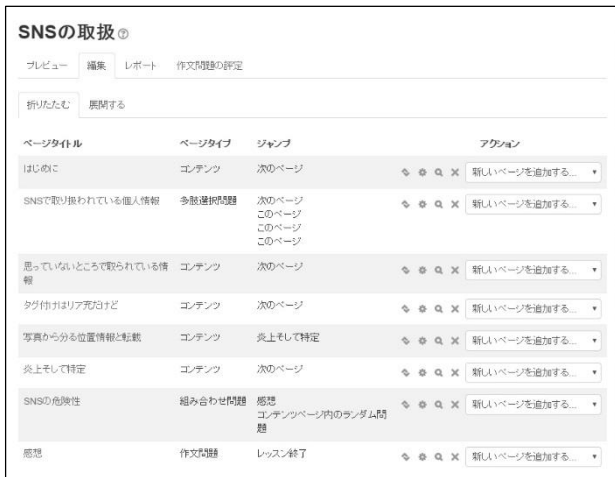 SNSの取扱
プレビュー 編集 レポート 作文問題の評定
折りたたむ 展開する
ページタイトル ページタイプ ジャンプ アクション
はじめに コンテンツ 次のページ 新しいページを追加する...
SNSで取り扱われている個人情報 多肢選択問題 次のページ 新しいページを追加する...
このページ
このページ
このページ
思っていないところで取られている情 コンテンツ 次のページ 新しいページを追加する...
報
タグ付けはリア充だけど コンテンツ 次のページ 新しいページを追加する...
写真から分る位置情報と転載 コンテンツ 炎上そして特定 新しいページを追加する...
炎上そして特定 コンテンツ 次のページ 新しいページを追加する...
SNSの危険性 組み合わせ問題 感想 新しいページを追加する...
コンテンツページ内のランダム問
題
感想 作文問題 レッスン終了 新しいページを追加する...